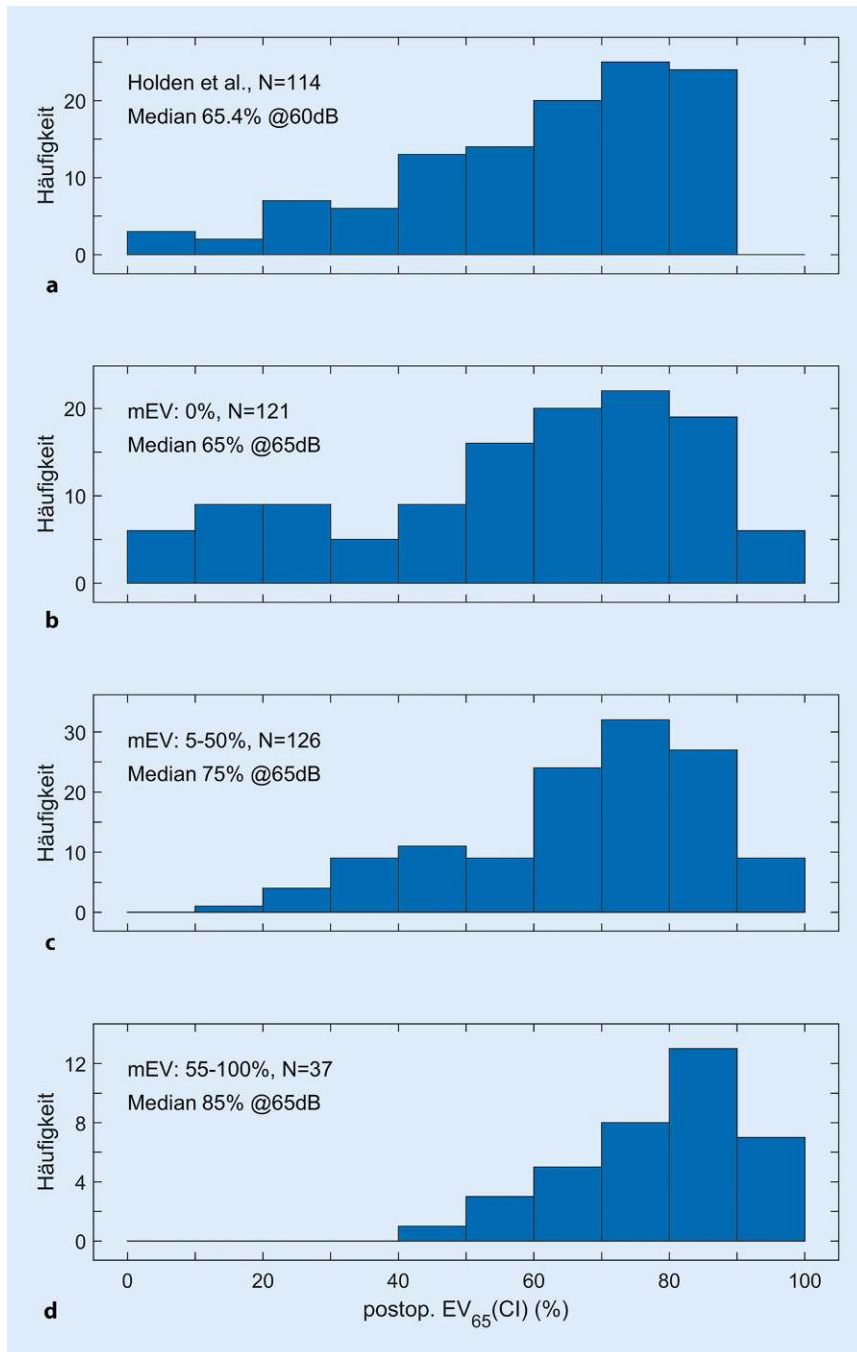 Holden et al., N=114
Median 65.4% @60dB
Häufigkeit
20
10
0
a
mEV: 0%, N=121
Median 65% @65dB
Häufigkeit
20
10
0
b
mEV: 5-50%, N=126
Median 75% @65dB
Häufigkeit
30
20
10
0
c
mEV: 55-100%, N=37
Median 85% @65dB
Häufigkeit
12
8
4
0
0 20 40 60 80 100
postop. EV65(CI) (%)
d